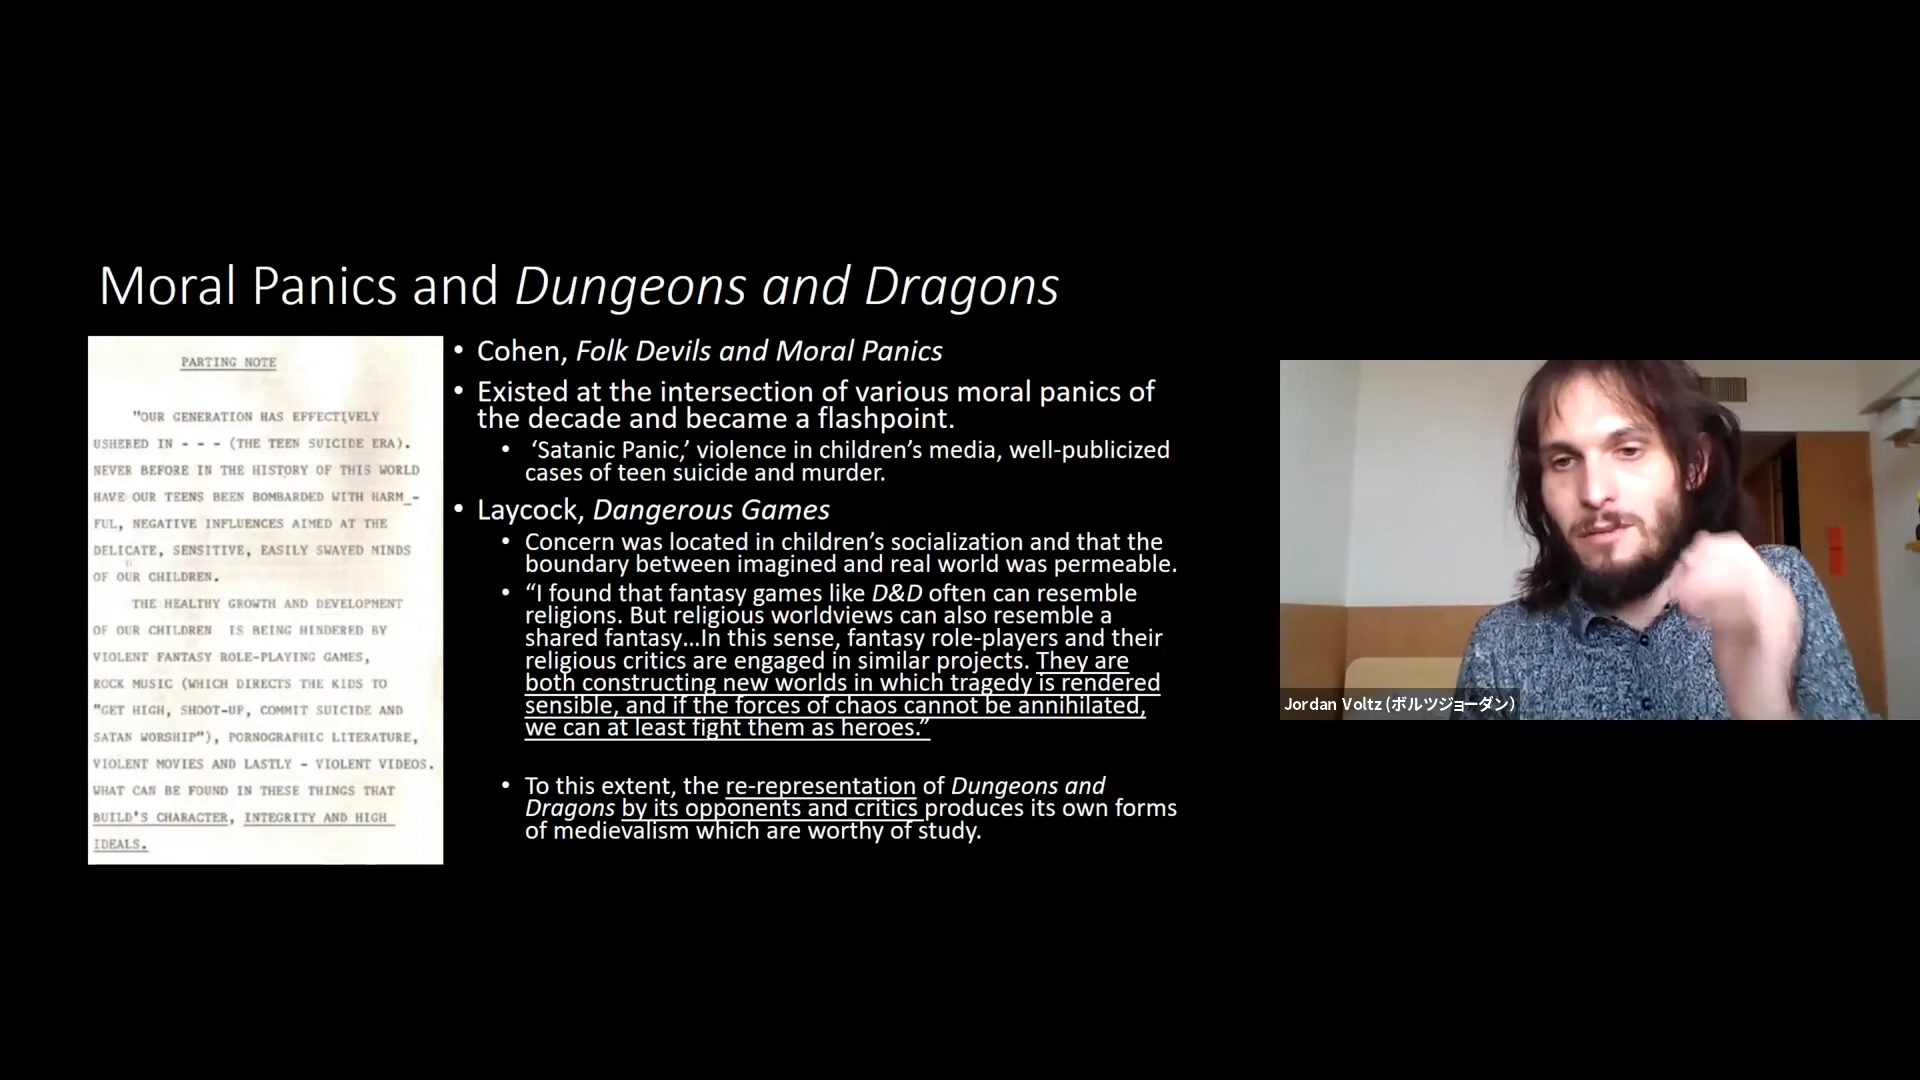 Moral Panics and Dungeons and Dragons
PARTING NOTE
"OUR GENERATION HAS EFFECTIVELY
USHERED IN - - - (THE TEEN SUICIDE ERA).
NEVER BEFORE IN THE HISTORY OF THIS WORLD
HAVE OUR TEENS BEEN BOMBARDED WITH HARM_-
FUL, NEGATIVE INFLUENCES AIMED AT THE
DELICATE, SENSITIVE, EASILY SWAYED MINDS
OF OUR CHILDREN.
THE HEALTHY GROWTH AND DEVELOPMENT
OF OUR CHILDREN IS BEING HINDERED BY
VIOLENT FANTASY ROLE-PLAYING GAMES,
ROCK MUSIC (WHICH DIRECTS THE KIDS TO
"GET HIGH, SHOOT-UP, COMMIT SUICIDE AND
SATAN WORSHIP"), PORNOGRAPHIC LITERATURE,
VIOLENT MOVIES AND LASTLY - VIOLENT VIDEOS.
WHAT CAN BE FOUND IN THESE THINGS THAT
BUILD'S CHARACTER, INTEGRITY AND HIGH
IDEALS.
• Cohen, Folk Devils and Moral Panics
• Existed at the intersection of various moral panics of
the decade and became a flashpoint.
• ‘Satanic Panic,’ violence in children’s media, well-publicized
cases of teen suicide and murder.
• Laycock, Dangerous Games
• Concern was located in children’s socialization and that the
boundary between imagined and real world was permeable.
• “I found that fantasy games like D&D often can resemble
religions. But religious worldviews can also resemble a
shared fantasy…In this sense, fantasy role-players and their
religious critics are engaged in similar projects. They are
both constructing new worlds in which tragedy is rendered
sensible, and if the forces of chaos cannot be annihilated,
we can at least fight them as heroes.”
• To this extent, the re-representation of Dungeons and
Dragons by its opponents and critics produces its own forms
of medievalism which are worthy of study.
Jordan Voltz (ボルツジョーダン)